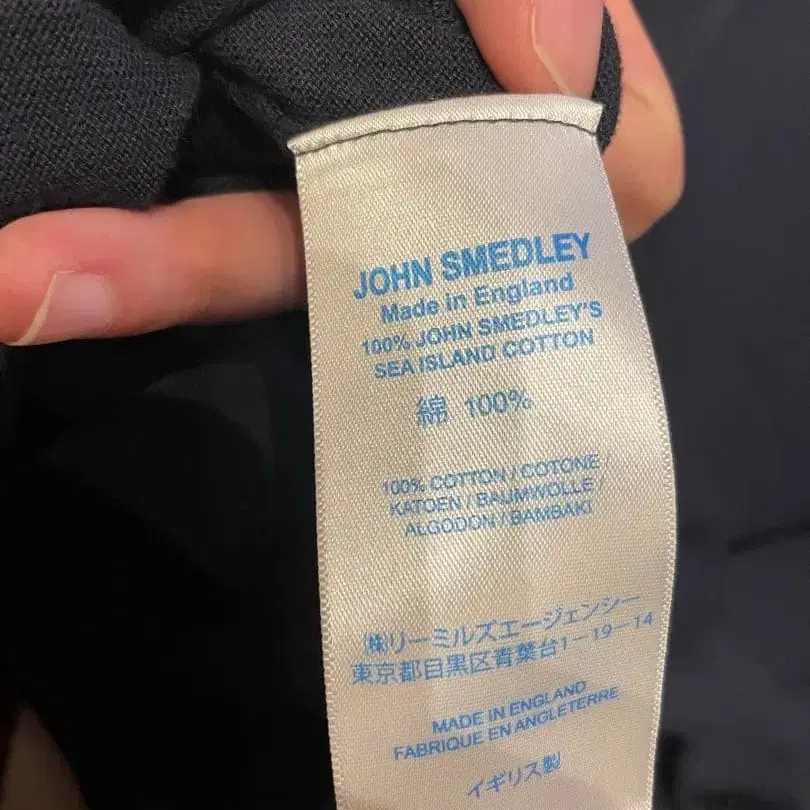 JOHN SMEDLEY
Made in England
100% JOHN SMEDLEY'S
SEA ISLAND COTTON
綿 100%
100% COTTON / COTONE /
KATOEN / BAUMWOLLE /
ALGODON / BAMBAKI
㈱リーミルズエージェンシー
東京都目黒区青葉台1-19-14
MADE IN ENGLAND
FABRIQUE EN ANGLETERRE
イギリス製